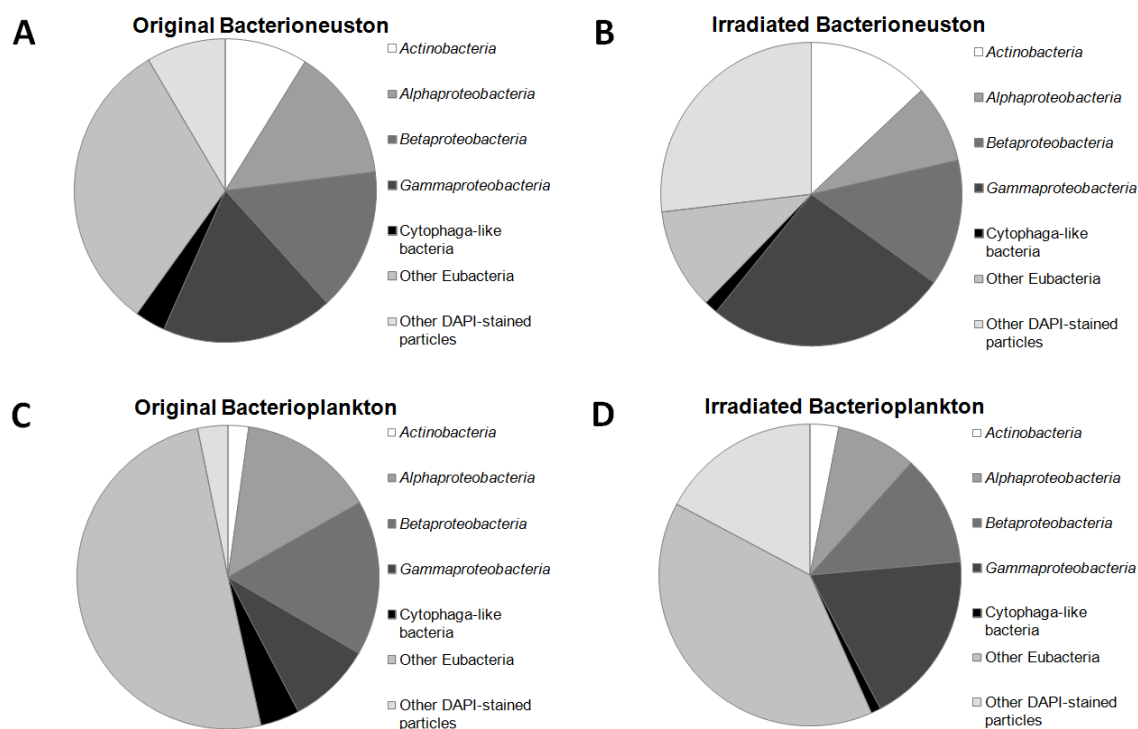 A
Original Bacterioneuston
Actinobacteria
Alphaproteobacteria
Betaproteobacteria
Gammaproteobacteria
Cytophaga-like
bacteria
Other Eubacteria
Other DAPI-stained
particles
B
Irradiated Bacterioneuston
Actinobacteria
Alphaproteobacteria
Betaproteobacteria
Gammaproteobacteria
Cytophaga-like
bacteria
Other Eubacteria
Other DAPI-stained
particles
C
Original Bacterioplankton
Actinobacteria
Alphaproteobacteria
Betaproteobacteria
Gammaproteobacteria
Cytophaga-like
bacteria
Other Eubacteria
Other DAPI-stained
particles
D
Irradiated Bacterioplankton
Actinobacteria
Alphaproteobacteria
Betaproteobacteria
Gammaproteobacteria
Cytophaga-like
bacteria
Other Eubacteria
Other DAPI-stained
particles